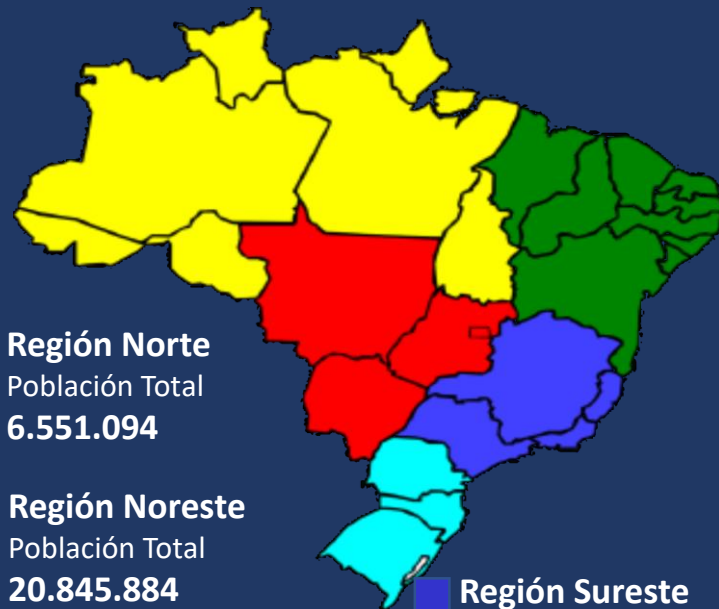 Región Norte
Población Total
6.551.094
Región Noreste
Población Total
20.845.884
Región Sureste